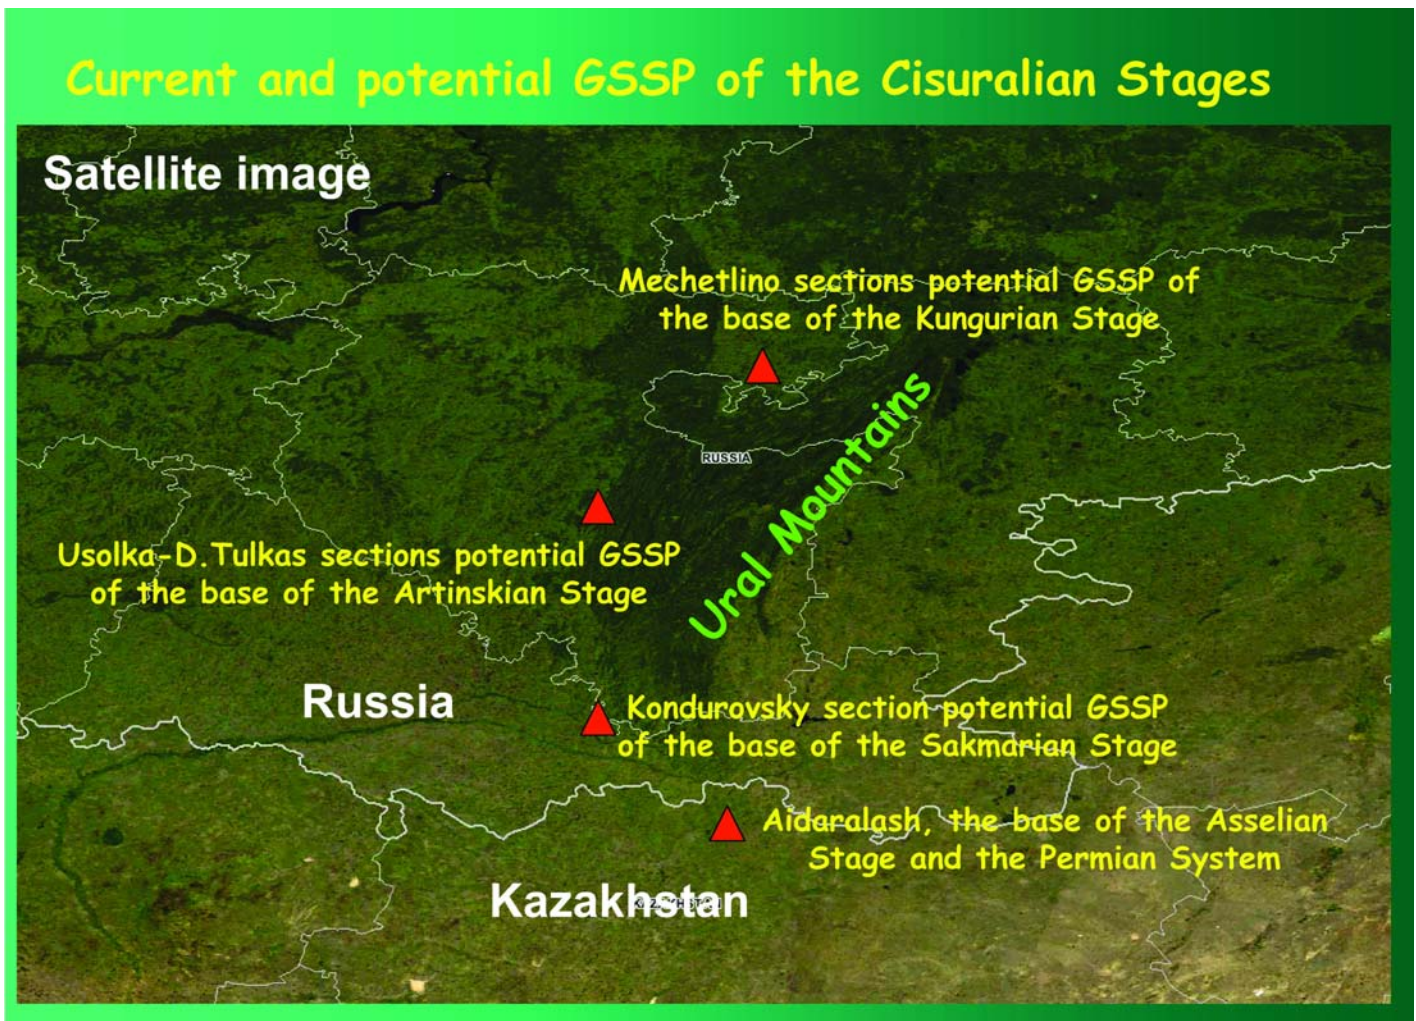 Current and potential GSSP of the Cisuralian Stages
Satellite image
Mechetlino sections potential GSSP of
the base of the Kungurian Stage
RUSSIA
Ural Mountains
Usolka-D.Tulkas sections potential GSSP
of the base of the Artinskian Stage
Russia
Kondurovsky section potential GSSP
of the base of the Sakmarian Stage
Aidaralash, the base of the Asselian
Stage and the Permian System
Kazakhstan
KAZAKHSTAN